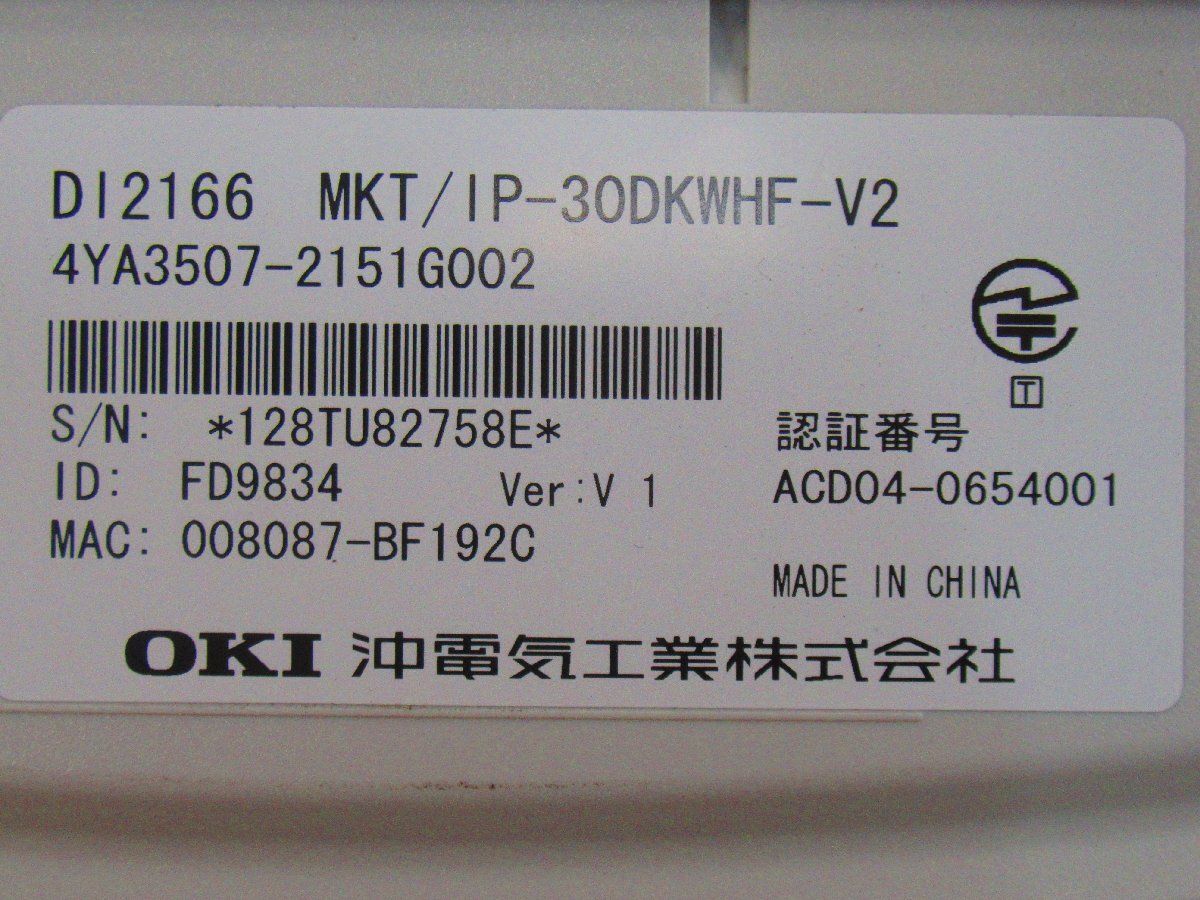 DI2166 MKT/IP-30DKWHF-V2
4YA3507-2151G002
S/N: *128TU82758E*
ID: FD9834 Ver:V 1
MAC: 008087-BF192C
T
認証番号
ACD04-0654001
MADE IN CHINA
OKI 沖電気工業株式会社